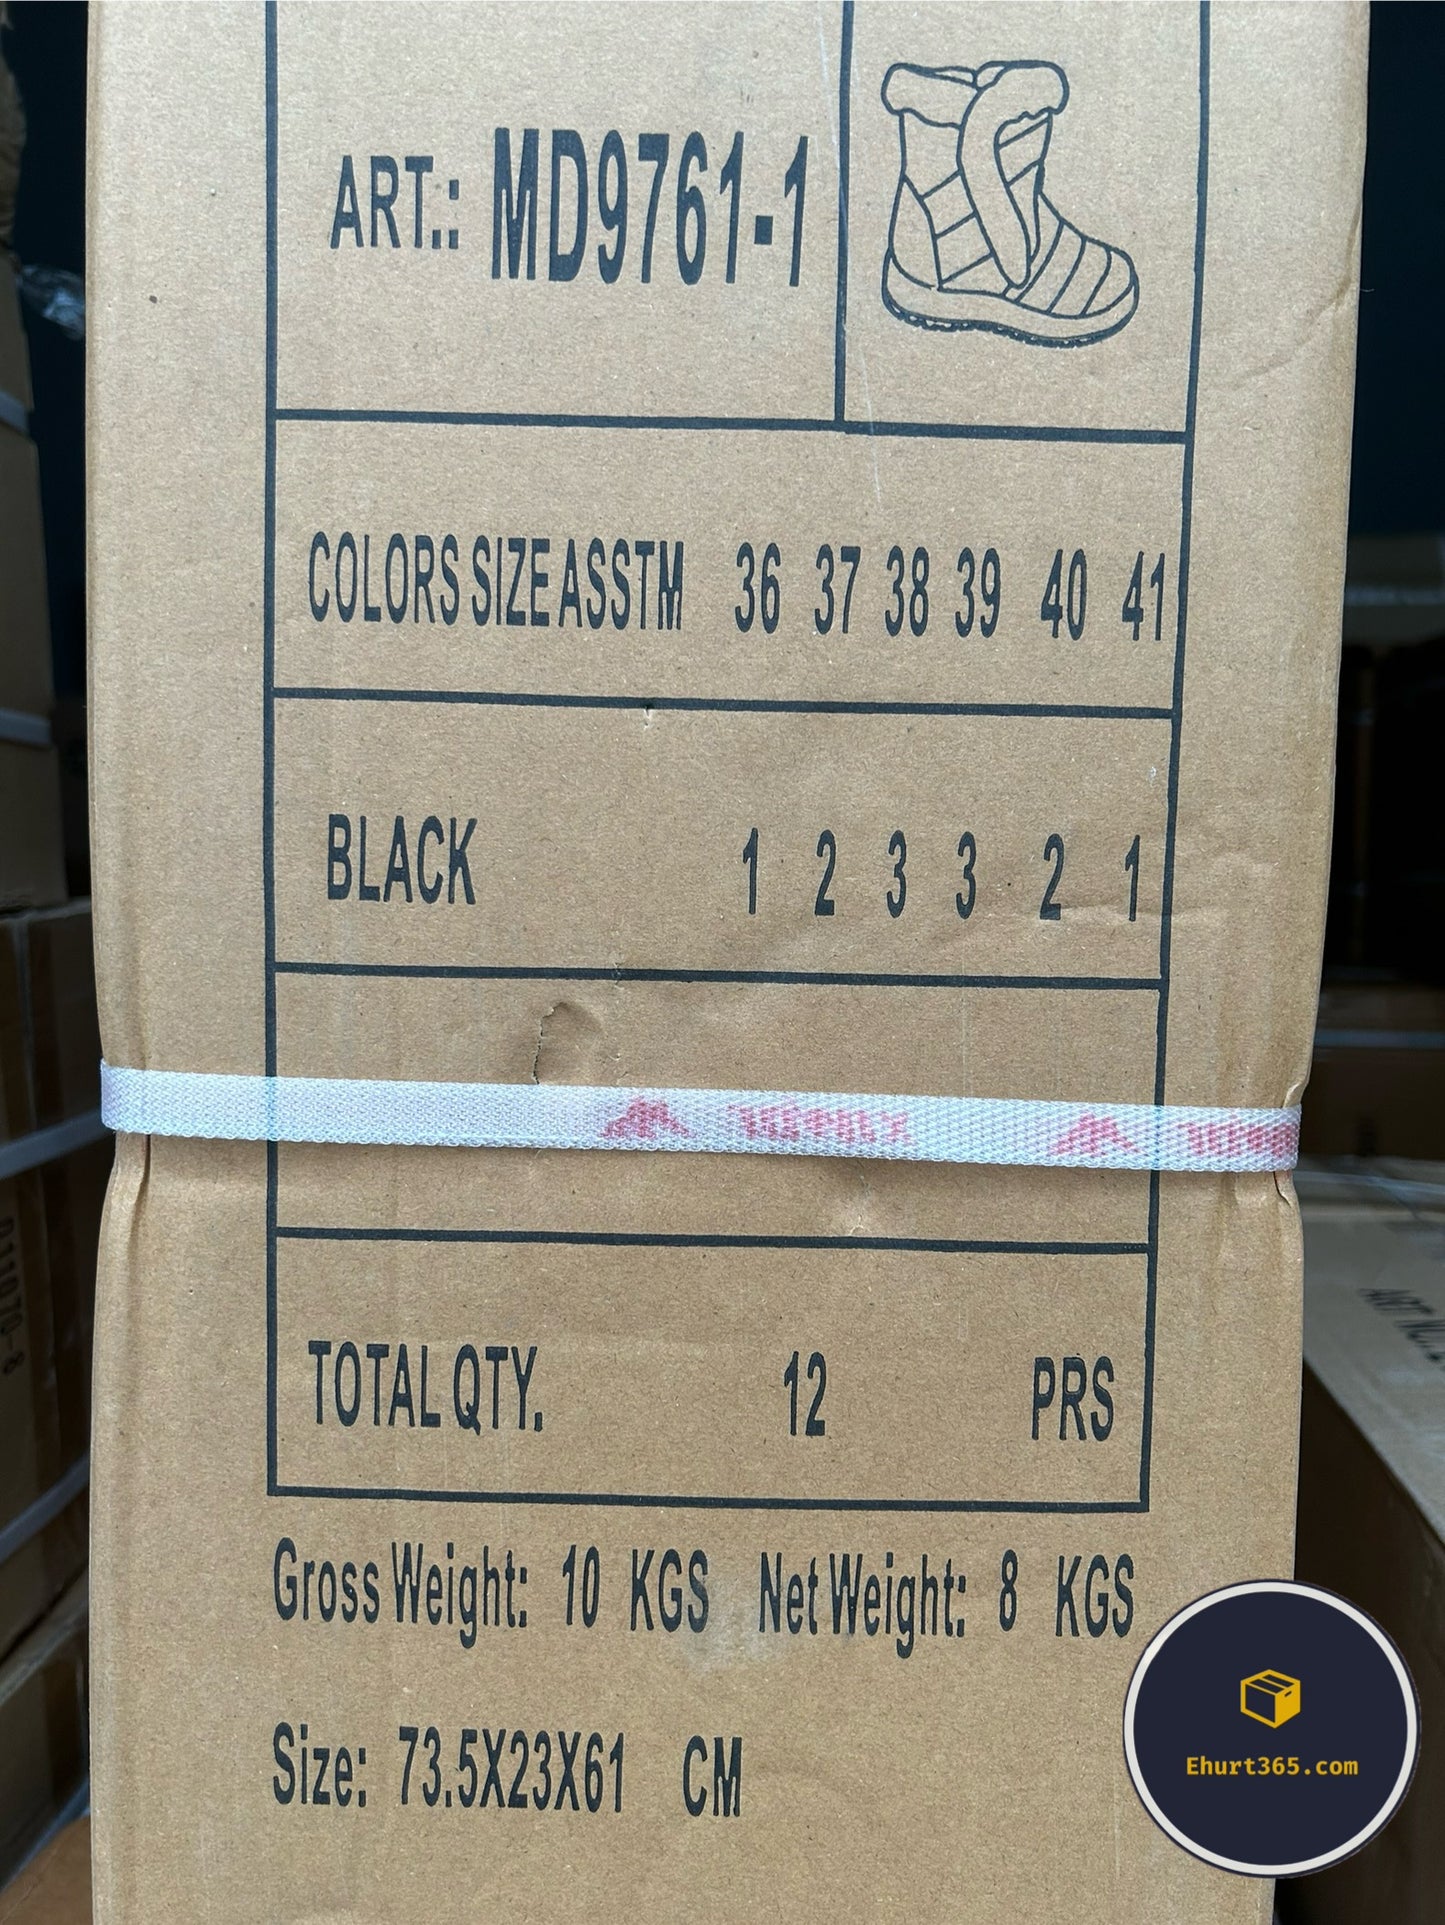 ART.: MD9761-1
COLORS SIZE ASSTM 36 37 38 39 40 41
BLACK 1 2 3 3 2 1
TOTAL QTY. 12 PRS
Gross Weight: 10 KGS Net Weight: 8 KGS
Size: 73.5X23X61 CM
Ehurt365.com